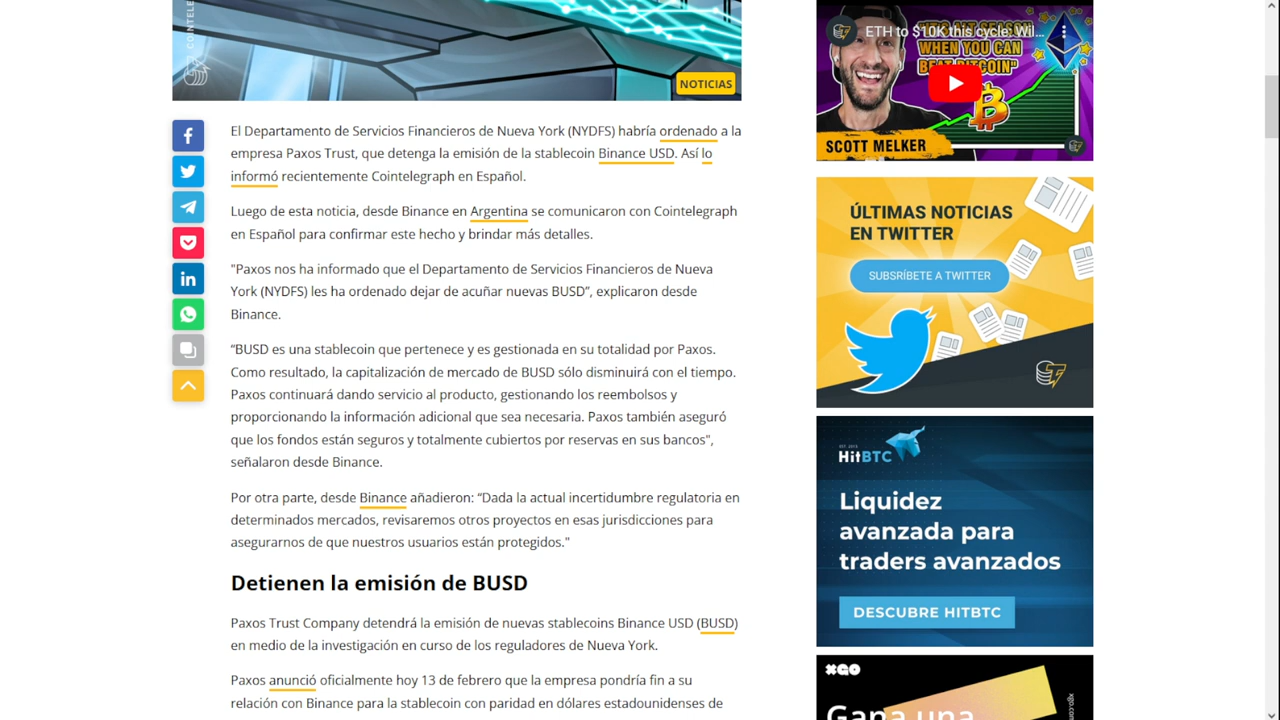 COINTELE
NOTICIAS
El Departamento de Servicios Financieros de Nueva York (NYDFS) habría ordenado a la
empresa Paxos Trust, que detenga la emisión de la stablecoin Binance USD. Así lo
informó recientemente Cointelegraph en Español.
Luego de esta noticia, desde Binance en Argentina se comunicaron con Cointelegraph
en Español para confirmar este hecho y brindar más detalles.
"Paxos nos ha informado que el Departamento de Servicios Financieros de Nueva
York (NYDFS) les ha ordenado dejar de acuñar nuevas BUSD”, explicaron desde
Binance.
“BUSD es una stablecoin que pertenece y es gestionada en su totalidad por Paxos.
Como resultado, la capitalización de mercado de BUSD sólo disminuirá con el tiempo.
Paxos continuará dando servicio al producto, gestionando los reembolsos y
proporcionando la información adicional que sea necesaria. Paxos también aseguró
que los fondos están seguros y totalmente cubiertos por reservas en sus bancos",
señalaron desde Binance.
Por otra parte, desde Binance añadieron: “Dada la actual incertidumbre regulatoria en
determinados mercados, revisaremos otros proyectos en esas jurisdicciones para
asegurarnos de que nuestros usuarios están protegidos."
Detienen la emisión de BUSD
Paxos Trust Company detendrá la emisión de nuevas stablecoins Binance USD (BUSD)
en medio de la investigación en curso de los reguladores de Nueva York.
Paxos anunció oficialmente hoy 13 de febrero que la empresa pondría fin a su
relación con Binance para la stablecoin con paridad en dólares estadounidenses de
ETH to $10K this cycle: Wil...
"IT'S ALT SEASON
WHEN YOU CAN
BEAT BITCOIN"
SCOTT MELKER
ÚLTIMAS NOTICIAS
EN TWITTER
SUBSRÍBETE A TWITTER
HitBTC
Liquidez
avanzada para
traders avanzados
DESCUBRE HITBTC
XGO
Gana una
xgo.com